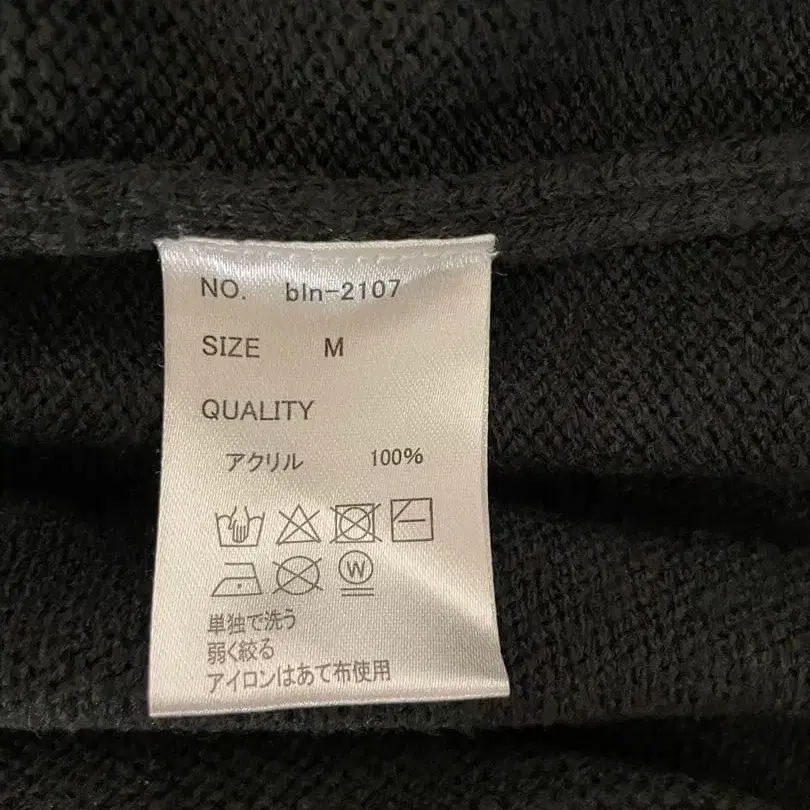 NO. bln-2107
SIZE M
QUALITY
アクリル 100%
W
単独で洗う
弱く絞る
アイロンはあて布使用